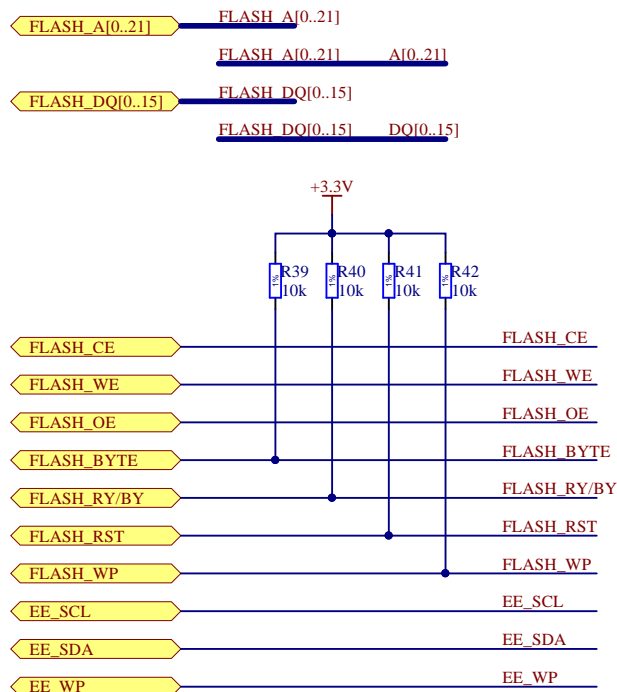 FLASH_A[0..21] FLASH_A[0..21]
FLASH_A[0..21] A[0..21]
FLASH_DQ[0..15] FLASH_DQ[0..15]
FLASH_DQ[0..15] DQ[0..15]
+3.3V
R39 R40 R41 R42
1% 1% 1% 1%
10k 10k 10k 10k
FLASH_CE FLASH_CE
FLASH_WE FLASH_WE
FLASH_OE FLASH_OE
FLASH_BYTE FLASH_BYTE
FLASH_RY/BY FLASH_RY/BY
FLASH_RST FLASH_RST
FLASH_WP FLASH_WP
EE_SCL EE_SCL
EE_SDA EE_SDA
EE_WP EE_WP